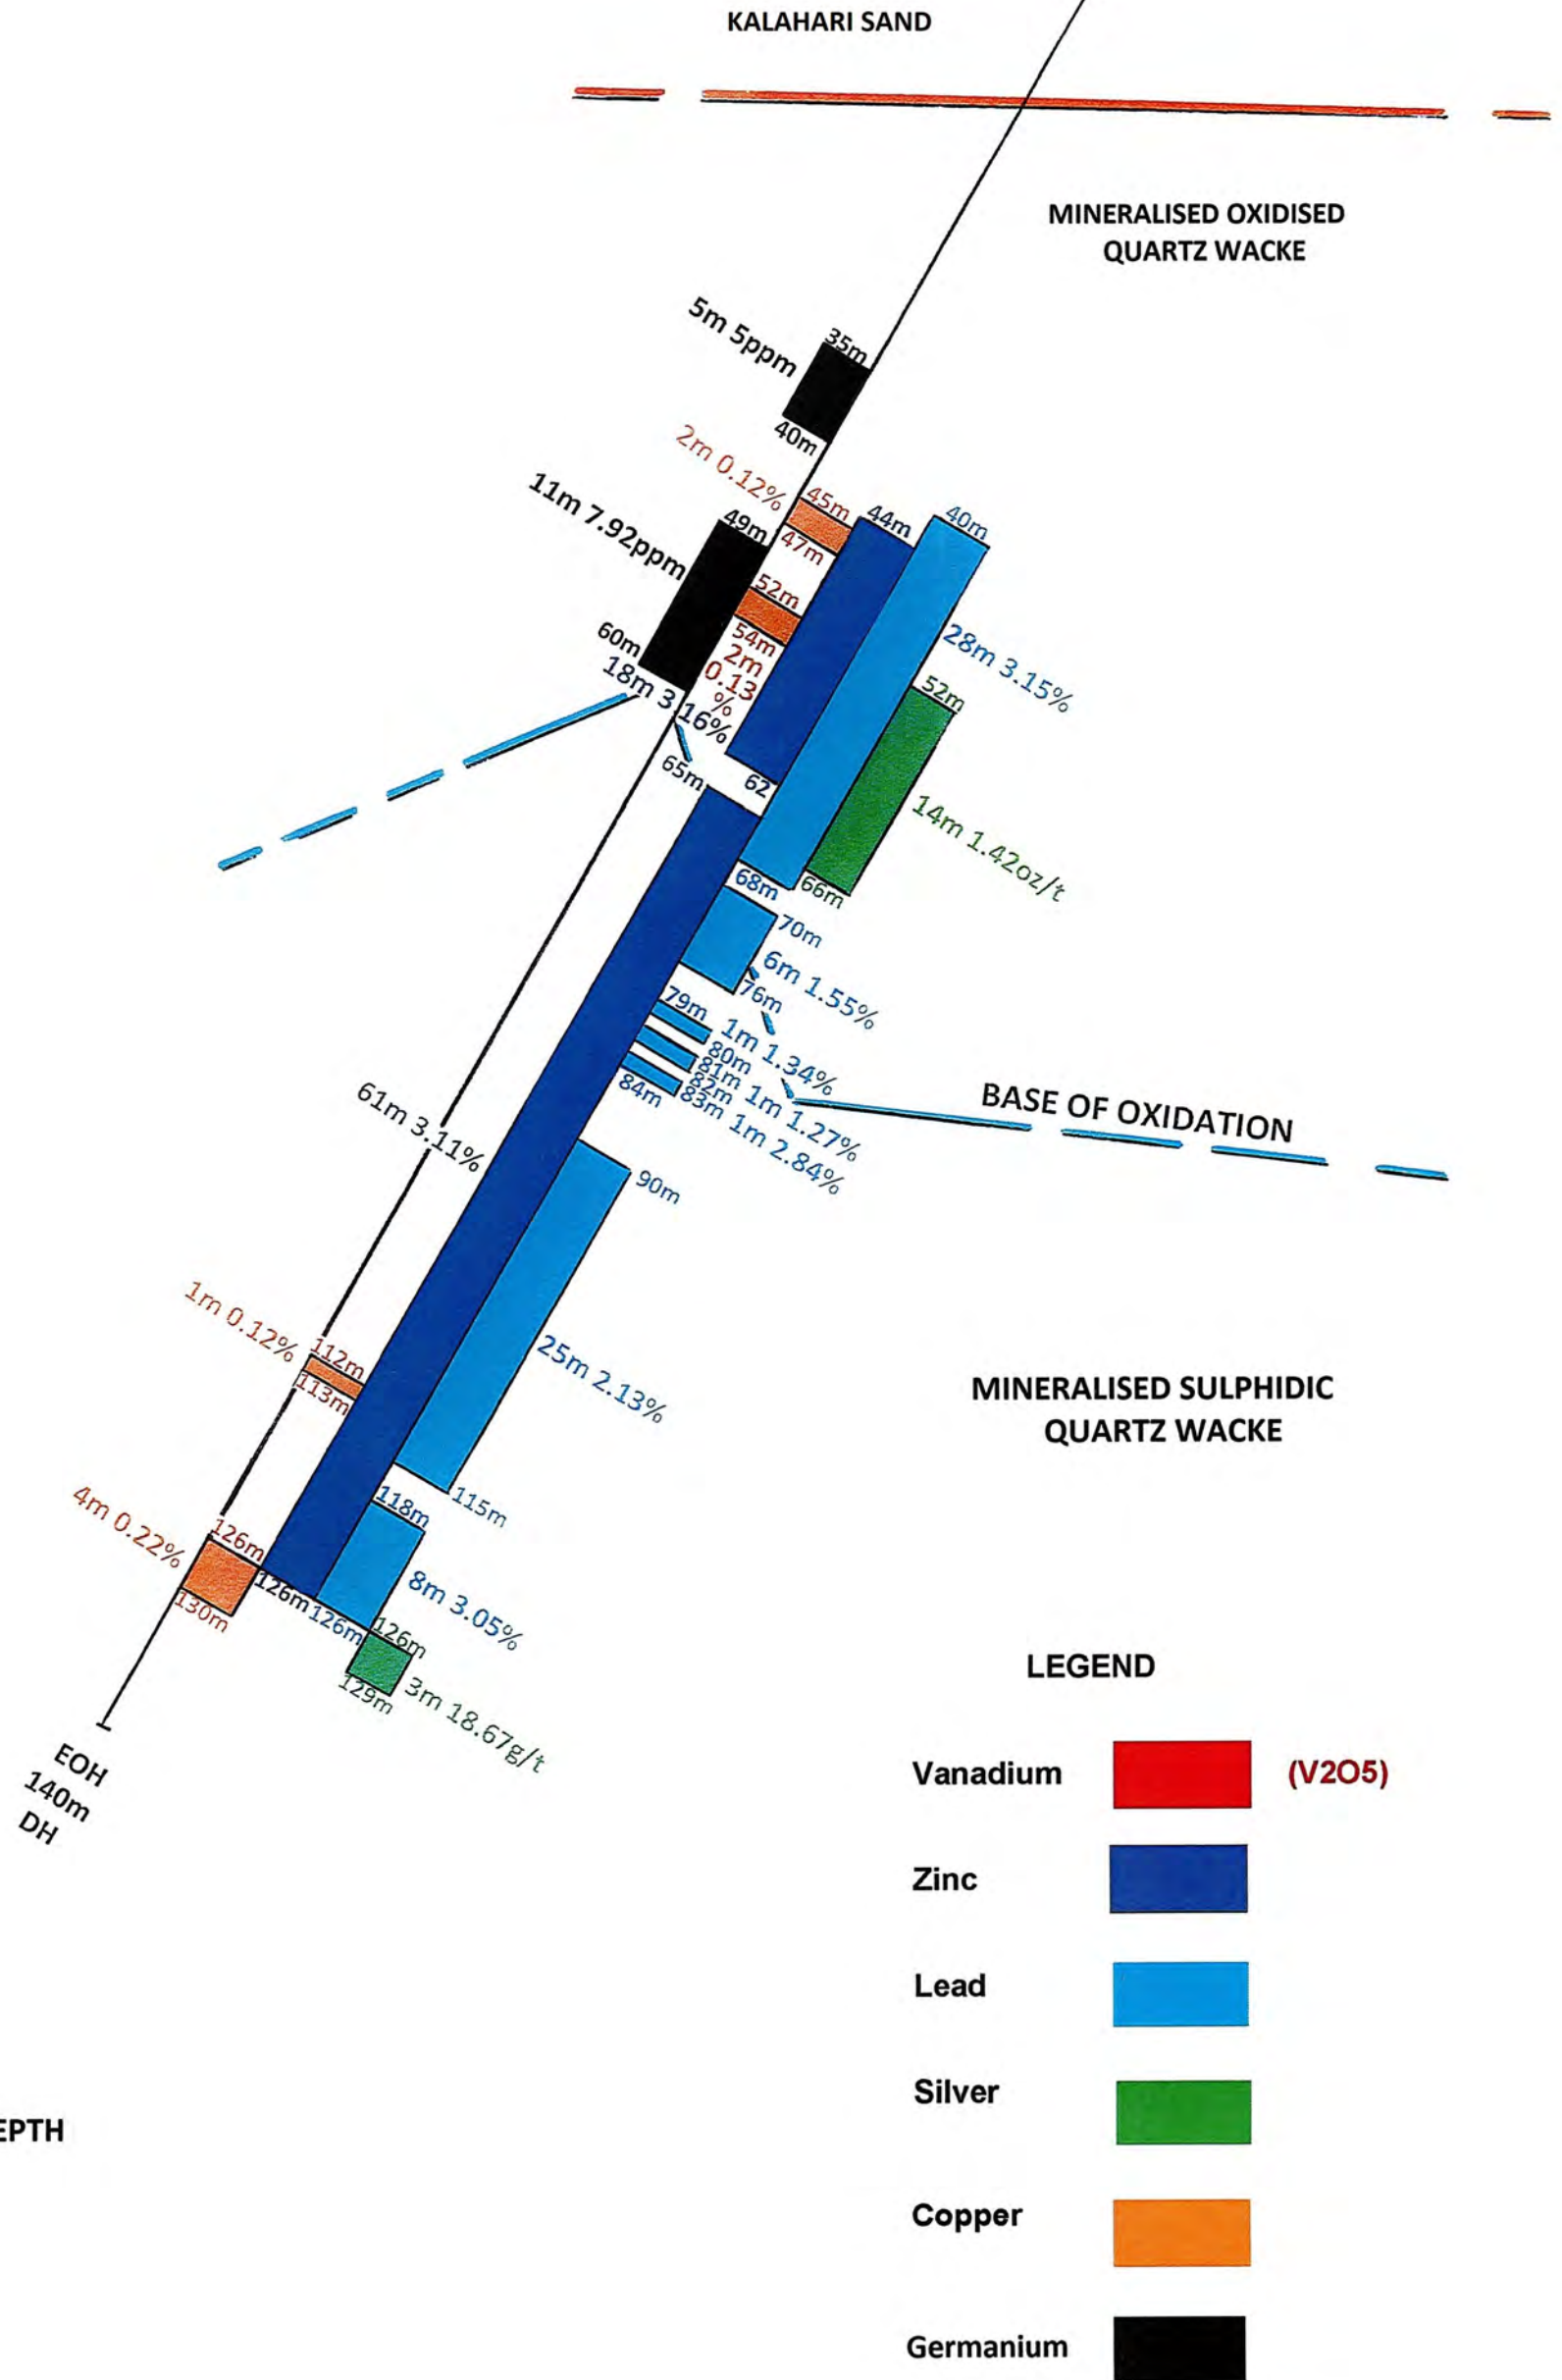 KALAHARI SAND
MINERALISED OXIDISED
QUARTZ WACKE
35m
5m 5ppm
40m
2m 0.12%
45m
47m
44m
40m
11m 7.92ppm
49m
52m
54m
2m
0.13
%
28m 3.15%
60m
18m 3.16%
52m
65m
62
14m 1.42oz/t
68m
66m
70m
6m 1.55%
76m
79m
1m 1.34%
80m
81m
1m 1.27%
82m
83m
1m 2.84%
84m
BASE OF OXIDATION
61m 3.11%
90m
1m 0.12%
112m
113m
25m 2.13%
MINERALISED SULPHIDIC
QUARTZ WACKE
115m
118m
4m 0.22%
126m
130m
126m
126m
8m 3.05%
126m
129m
3m 18.67g/t
EOH
140m
DH
LEGEND
Vanadium
(V2O5)
Zinc
Lead
Silver
EPTH
Copper
Germanium